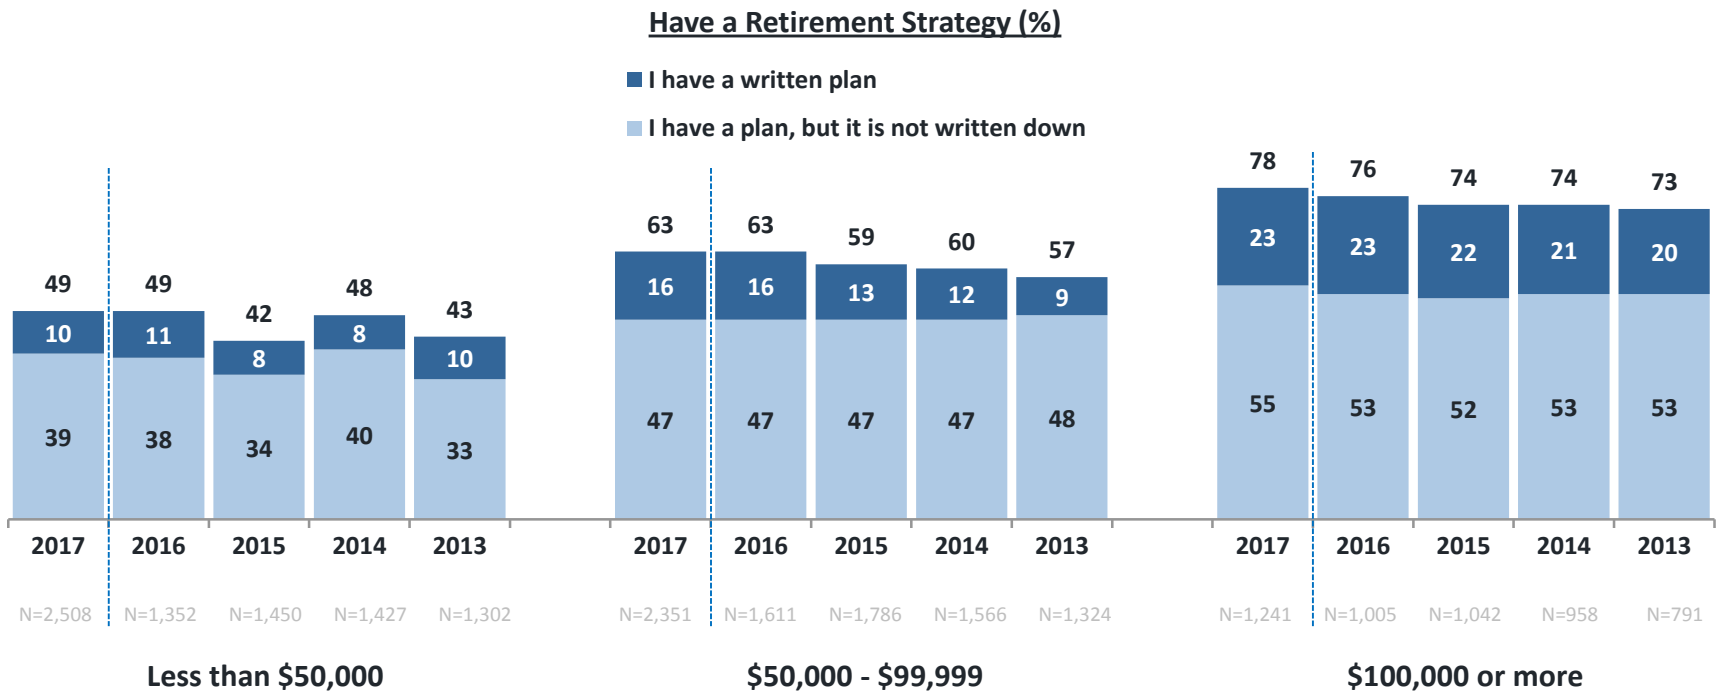 Have a Retirement Strategy (%)
I have a written plan
I have a plan, but it is not written down
49 49 42 48 43
10 11 8 8 10
39 38 34 40 33
63 63 59 60 57
16 16 13 12 9
47 47 47 47 48
78 76 74 74 73
23 23 22 21 20
55 53 52 53 53
2017 2016 2015 2014 2013
2017 2016 2015 2014 2013
2017 2016 2015 2014 2013
N=2,508 N=1,352 N=1,450 N=1,427 N=1,302
N=2,351 N=1,611 N=1,786 N=1,566 N=1,324
N=1,241 N=1,005 N=1,042 N=958 N=791
Less than $50,000
$50,000 - $99,999
$100,000 or more